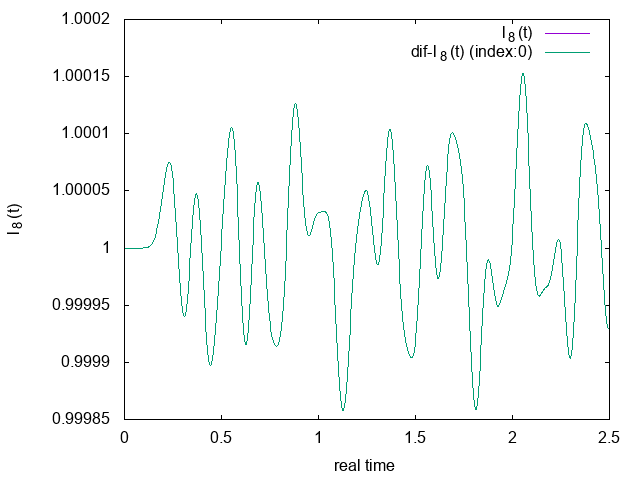 1.0002
1.00015
1.0001
1.00005
1
0.99995
0.9999
0.99985
I8(t)
I8(t)
dif-I8(t) (index:0)
0 0.5 1 1.5 2 2.5
real time